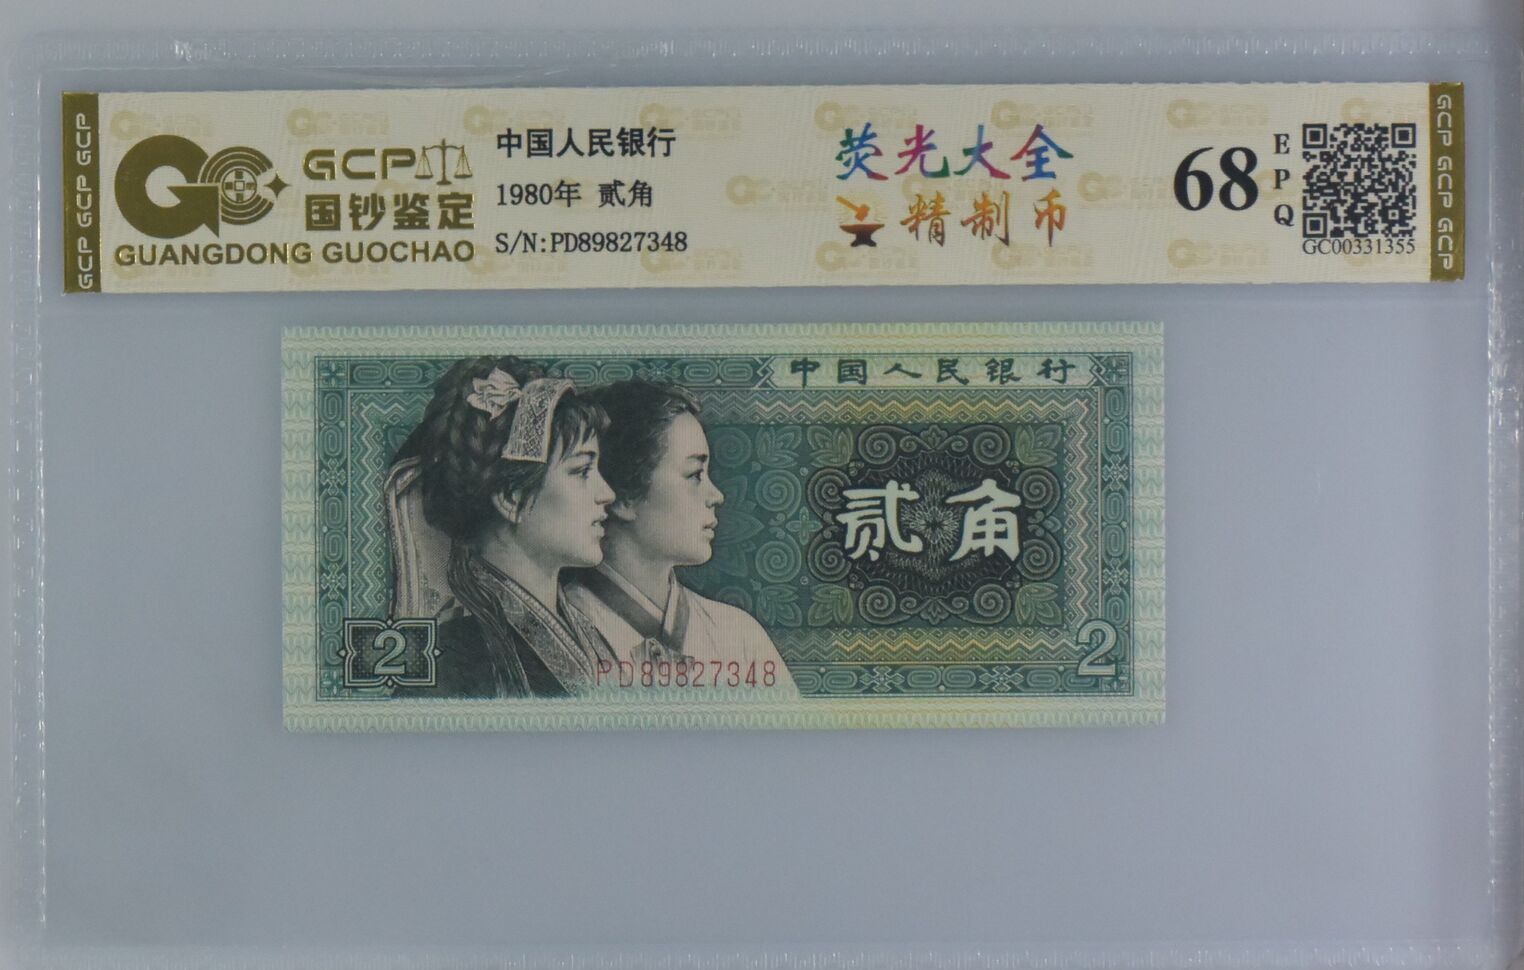 GCP GCP GCP
GCP
国钞鉴定
GUANGDONG GUOCHAO
中国人民银行
1980年 贰角
S/N:PD89827348
荧光大全
精制币
68
EPQ
GC00331355
GCP GCP GCP
中国人民银行
贰角
2
2
PD89827348